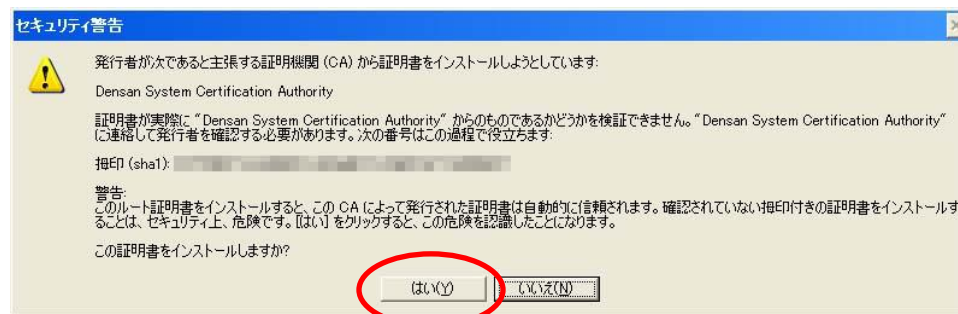 セキュリティ警告
発行者が次であると主張する証明機関 (CA) から証明書をインストールしようとしています:
Densan System Certification Authority
証明書が実際に "Densan System Certification Authority" からのものであるかどうかを検証できません。"Densan System Certification Authority"
に連絡して発行者を確認する必要があります。次の番号はこの過程で役立ちます:
拇印 (sha1):
警告:
このルート証明書をインストールすると、この CA によって発行された証明書は自動的に信頼されます。確認されていない拇印付きの証明書をインストールす
ることは、セキュリティ上、危険です。[はい] をクリックすると、この危険を認識したことになります。
この証明書をインストールしますか?
はい(Y) いいえ(N)